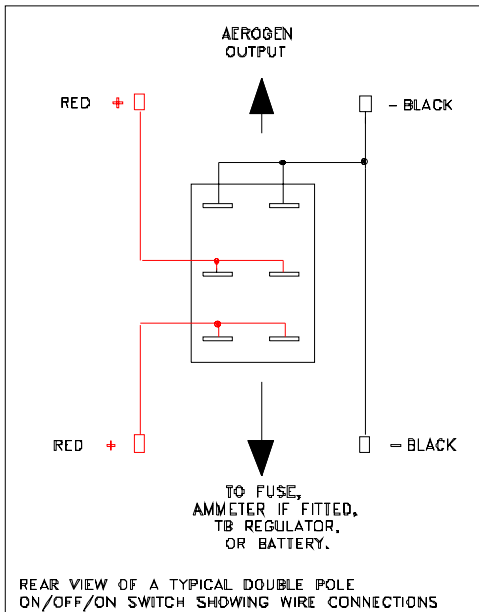 AEROGEN
OUTPUT
RED + - BLACK
RED + - BLACK
TO FUSE,
AMMETER IF FITTED,
TB REGULATOR,
OR BATTERY.
REAR VIEW OF A TYPICAL DOUBLE POLE
ON/OFF/ON SWITCH SHOWING WIRE CONNECTIONS